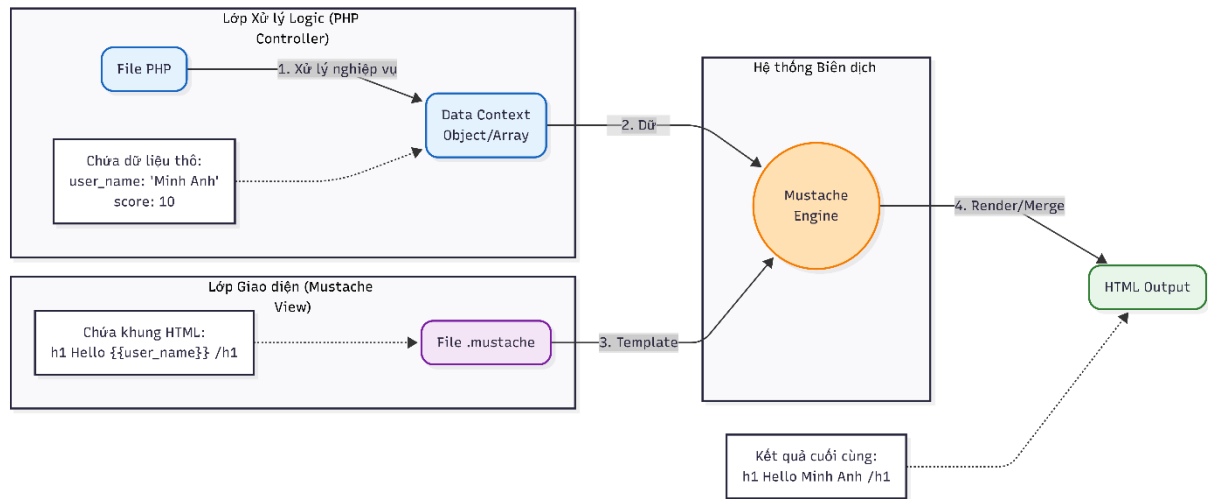 Lớp Xử lý Logic (PHP
Controller)
File PHP
1. Xử lý nghiệp vụ
Data Context
Object/Array
Chứa dữ liệu thô:
user_name: 'Minh Anh'
score: 10
2. Dữ
Hệ thống Biên dịch
Mustache
Engine
4. Render/Merge
HTML Output
Lớp Giao diện (Mustache
View)
Chứa khung HTML:
h1 Hello {{user_name}} /h1
File .mustache
3. Template
Kết quả cuối cùng:
h1 Hello Minh Anh /h1